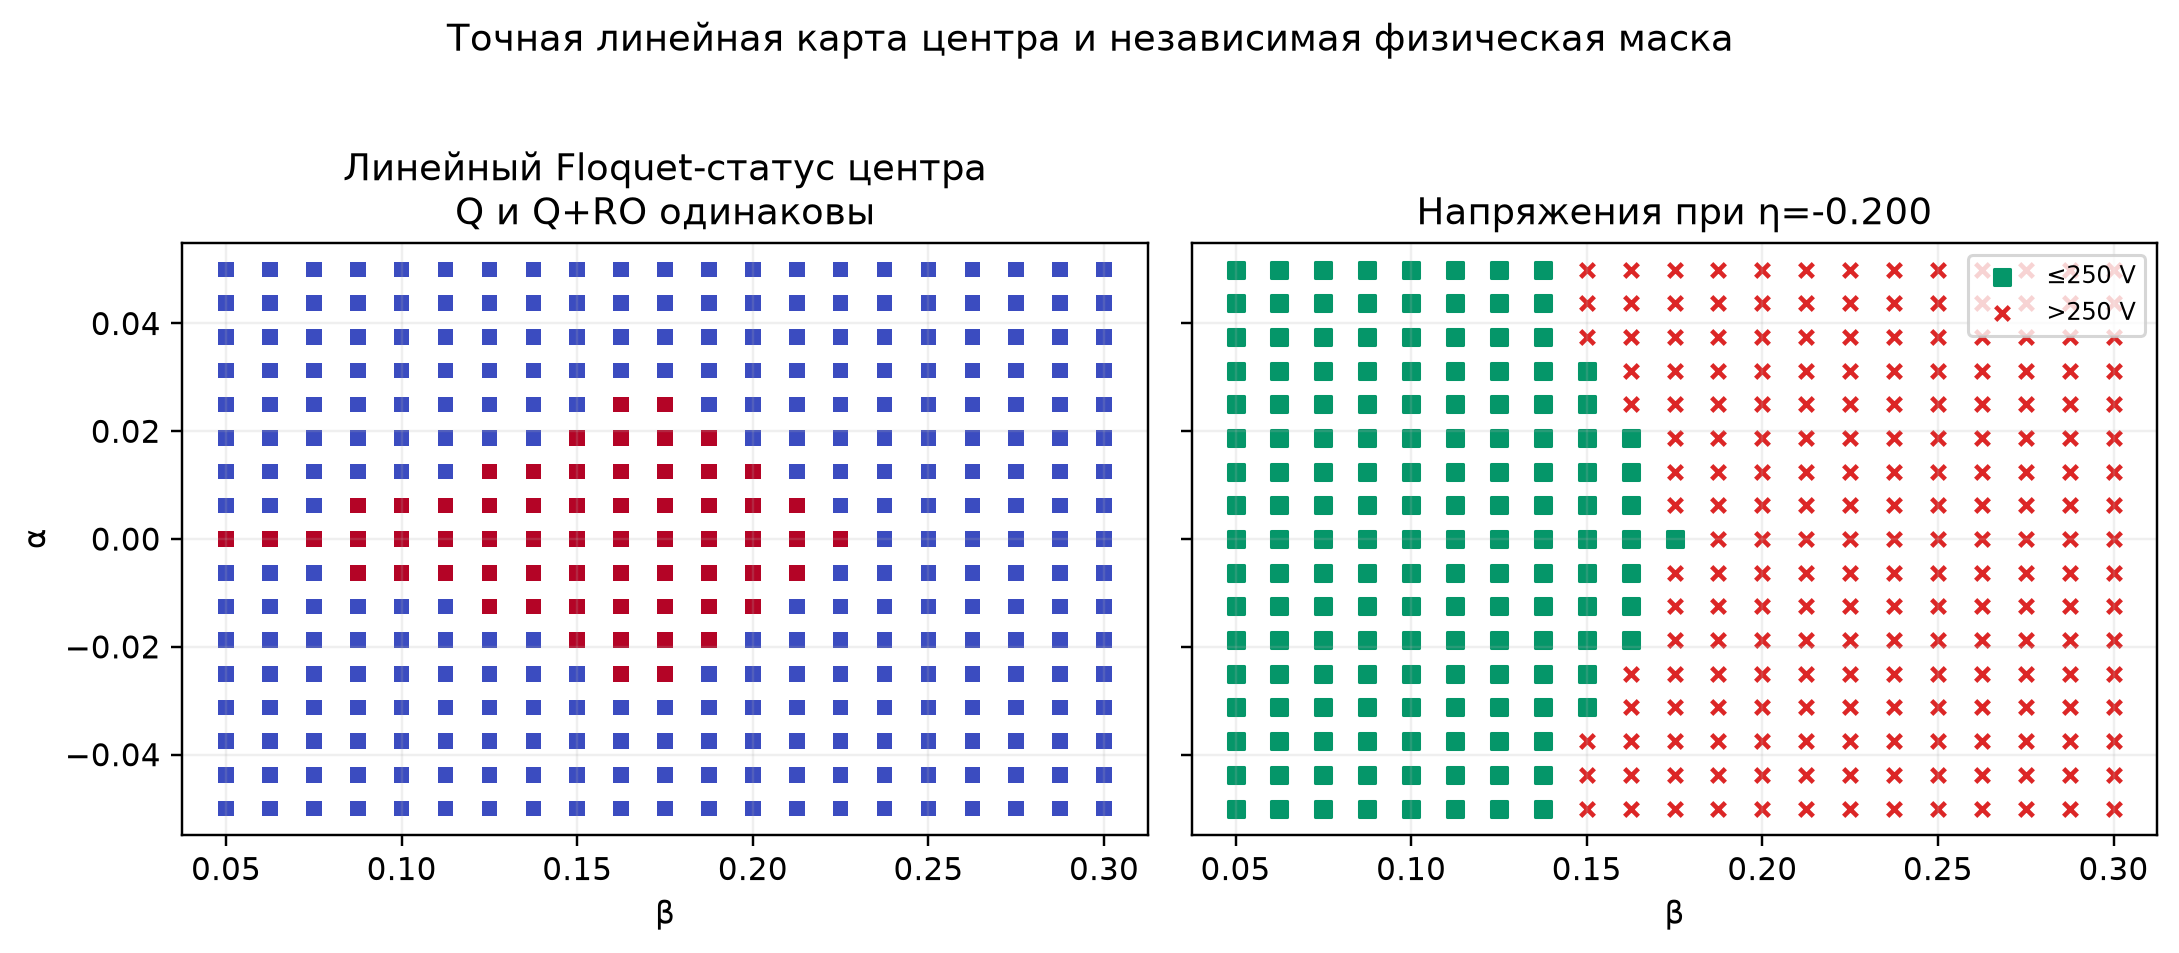 Точная линейная карта центра и независимая физическая маска
Линейный Floquet-статус центра
Q и Q+RO одинаковы
α
0.04
0.02
0.00
−0.02
−0.04
0.05 0.10 0.15 0.20 0.25 0.30
β
Напряжения при η=-0.200
≤250 V
>250 V
0.05 0.10 0.15 0.20 0.25 0.30
β